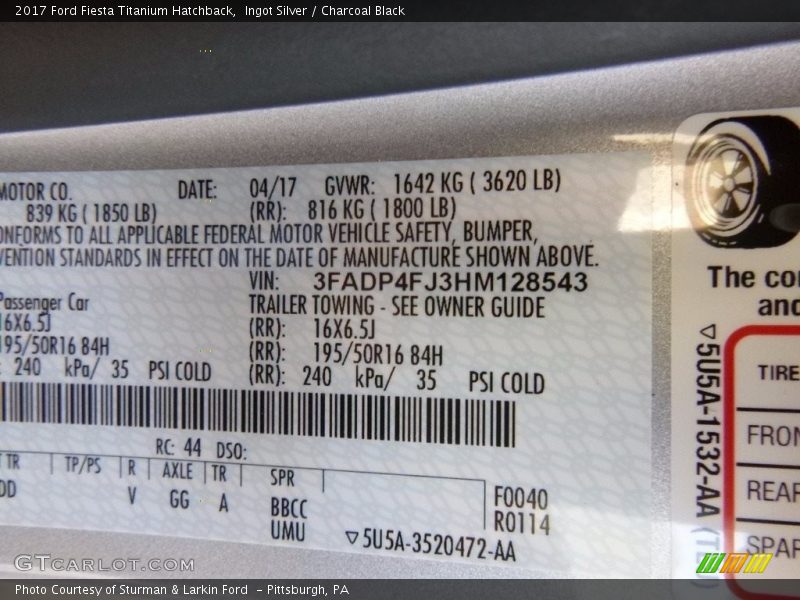 2017 Ford Fiesta Titanium Hatchback,  Ingot Silver / Charcoal Black
MOTOR CO. DATE: 04/17 GVWR: 1642 KG ( 3620 LB)
839 KG ( 1850 LB) (RR): 816 KG ( 1800 LB)
ONFORMS TO ALL APPLICABLE FEDERAL MOTOR VEHICLE SAFETY, BUMPER,
VENTION STANDARDS IN EFFECT ON THE DATE OF MANUFACTURE SHOWN ABOVE.
VIN: 3FADP4FJ3HM128543
Passenger Car TRAILER TOWING - SEE OWNER GUIDE
16X6.5J (RR): 16X6.5J
195/50R16 84H (RR): 195/50R16 84H
: 240 kPa/ 35 PSI COLD (RR): 240 kPa/ 35 PSI COLD
RC: 44 DSO:
T TR TP/PS R AXLE TR SPR
DD V GG A BBCC F0040
UMU R0114
▽5U5A-3520472-AA
The con
and
▽5U5A-1532-AA
TIRE
FRON
REAR
SPAR
GTCarLot.com
Photo Courtesy of Sturman & Larkin Ford  - Pittsburgh, PA